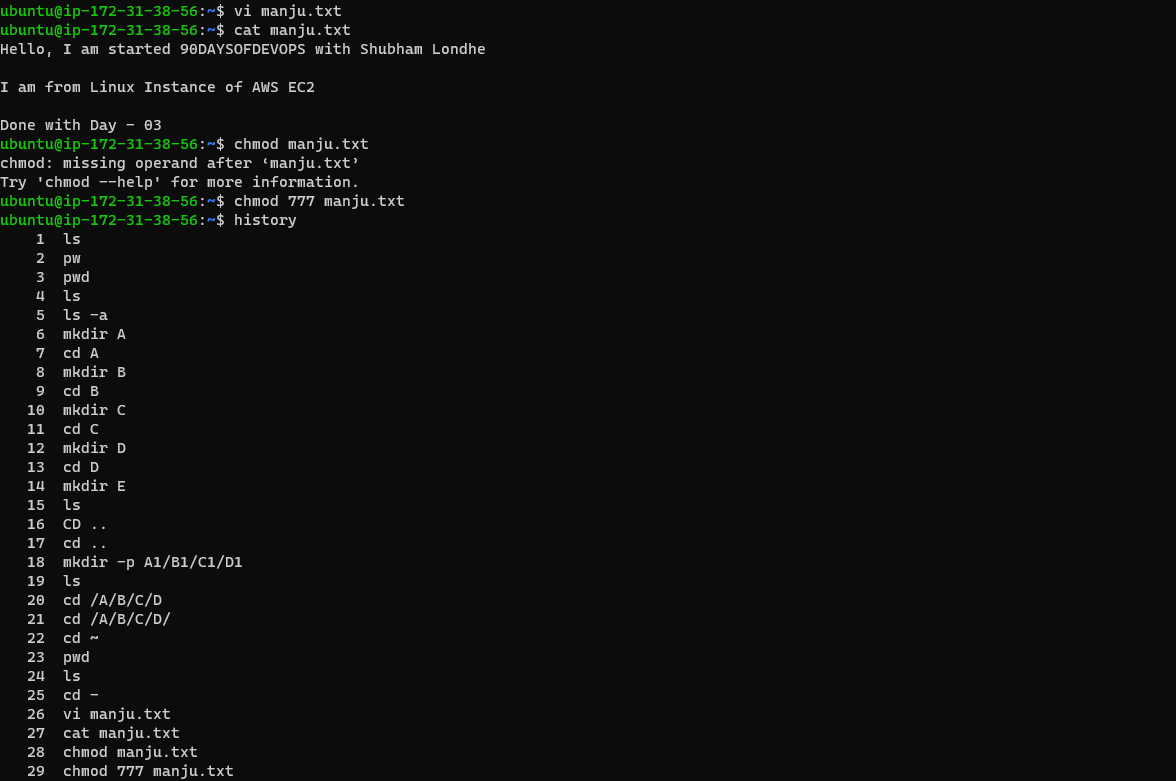 ubuntu@ip-172-31-38-56:~$ vi manju.txt
ubuntu@ip-172-31-38-56:~$ cat manju.txt
Hello, I am started 90DAYSOFDEVOPS with Shubham Londhe
I am from Linux Instance of AWS EC2
Done with Day - 03
ubuntu@ip-172-31-38-56:~$ chmod manju.txt
chmod: missing operand after ‘manju.txt’
Try 'chmod --help' for more information.
ubuntu@ip-172-31-38-56:~$ chmod 777 manju.txt
ubuntu@ip-172-31-38-56:~$ history
1 ls
2 pw
3 pwd
4 ls
5 ls -a
6 mkdir A
7 cd A
8 mkdir B
9 cd B
10 mkdir C
11 cd C
12 mkdir D
13 cd D
14 mkdir E
15 ls
16 CD ..
17 cd ..
18 mkdir -p A1/B1/C1/D1
19 ls
20 cd /A/B/C/D
21 cd /A/B/C/D/
22 cd ~
23 pwd
24 ls
25 cd -
26 vi manju.txt
27 cat manju.txt
28 chmod manju.txt
29 chmod 777 manju.txt